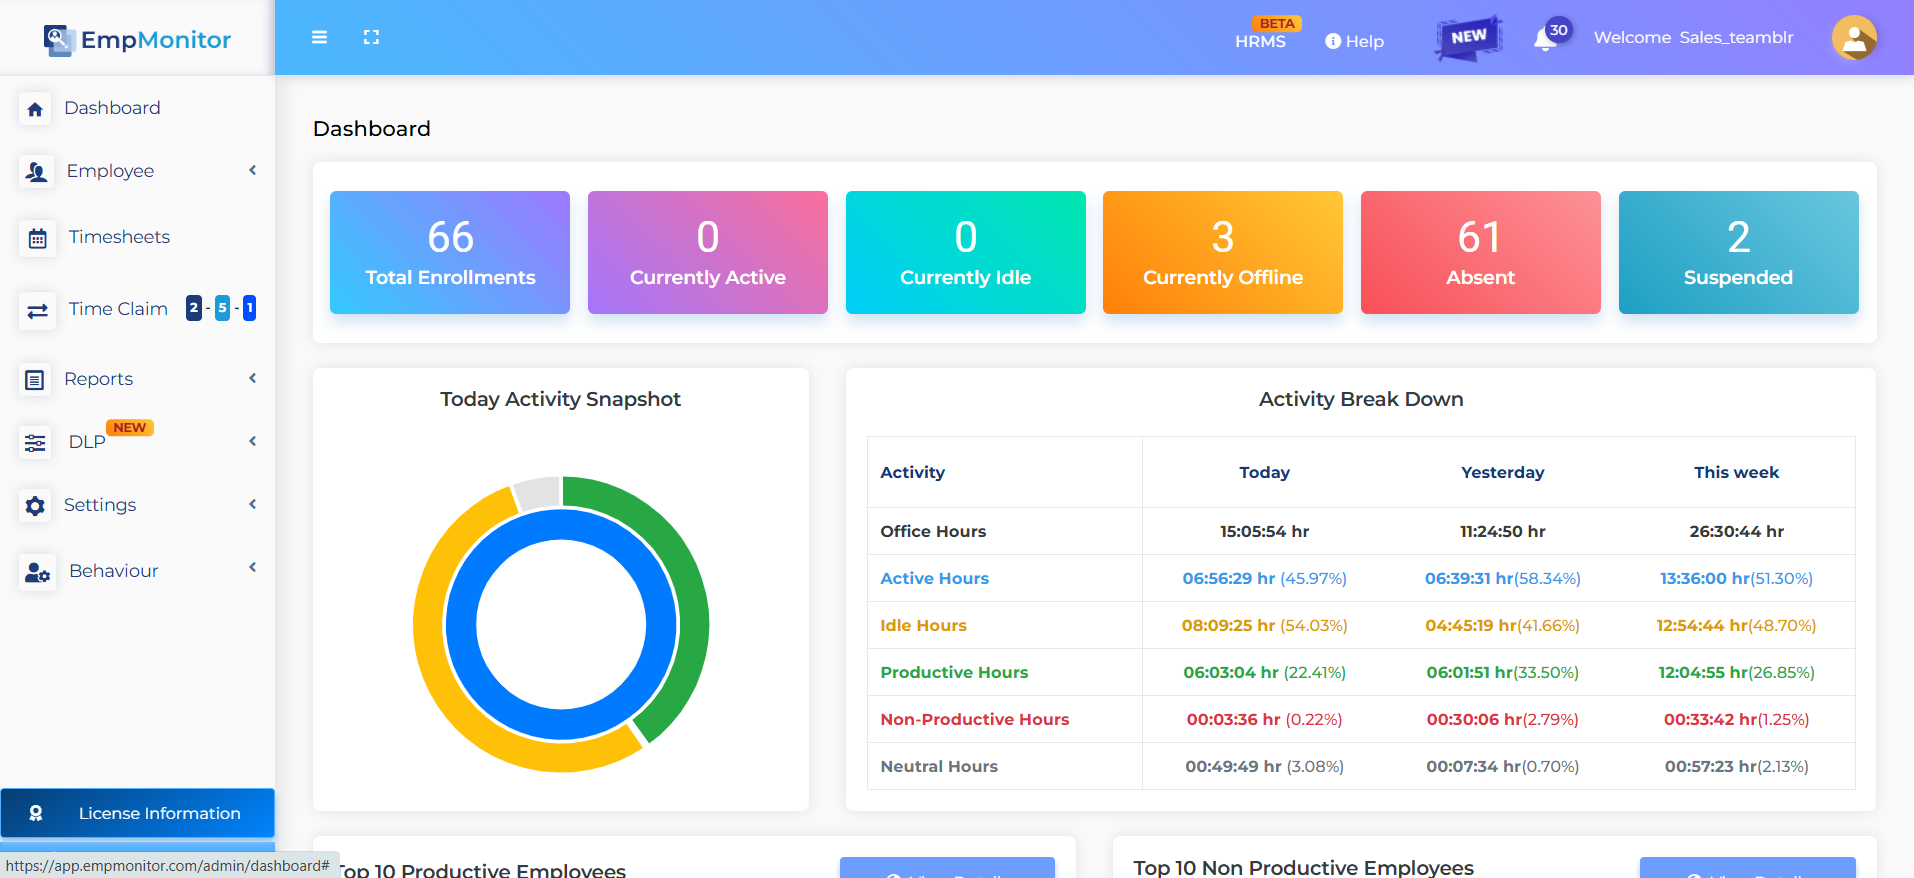 EmpMonitor
BETA
HRMS
Help
NEW
30
Welcome Sales_teamblr
Dashboard
Employee
Timesheets
Time Claim 2 - 5 - 1
Reports
DLP NEW
Settings
Behaviour
License Information
https://app.empmonitor.com/admin/dashboard#
Dashboard
66
Total Enrollments
0
Currently Active
0
Currently Idle
3
Currently Offline
61
Absent
2
Suspended
Today Activity Snapshot
Activity Break Down
Activity Today Yesterday This week
Office Hours 15:05:54 hr 11:24:50 hr 26:30:44 hr
Active Hours 06:56:29 hr (45.97%) 06:39:31 hr(58.34%) 13:36:00 hr(51.30%)
Idle Hours 08:09:25 hr (54.03%) 04:45:19 hr(41.66%) 12:54:44 hr(48.70%)
Productive Hours 06:03:04 hr (22.41%) 06:01:51 hr(33.50%) 12:04:55 hr(26.85%)
Non-Productive Hours 00:03:36 hr (0.22%) 00:30:06 hr(2.79%) 00:33:42 hr(1.25%)
Neutral Hours 00:49:49 hr (3.08%) 00:07:34 hr(0.70%) 00:57:23 hr(2.13%)
Top 10 Productive Employees
Top 10 Non Productive Employees